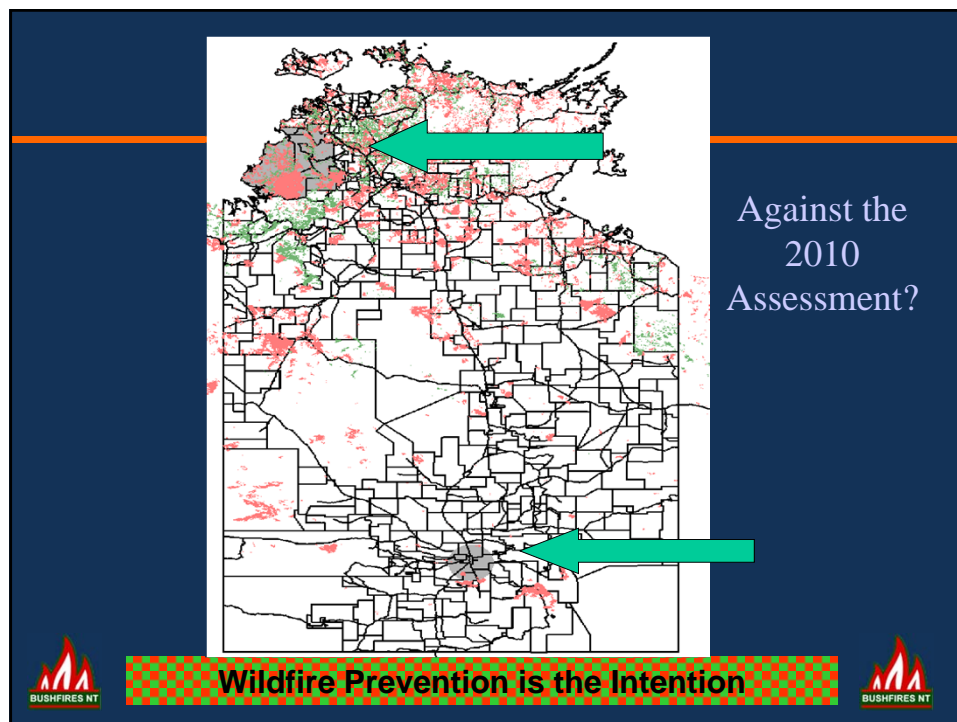 Against the
2010
Assessment?
Wildfire Prevention is the Intention
BUSHFIRES NT
BUSHFIRES NT